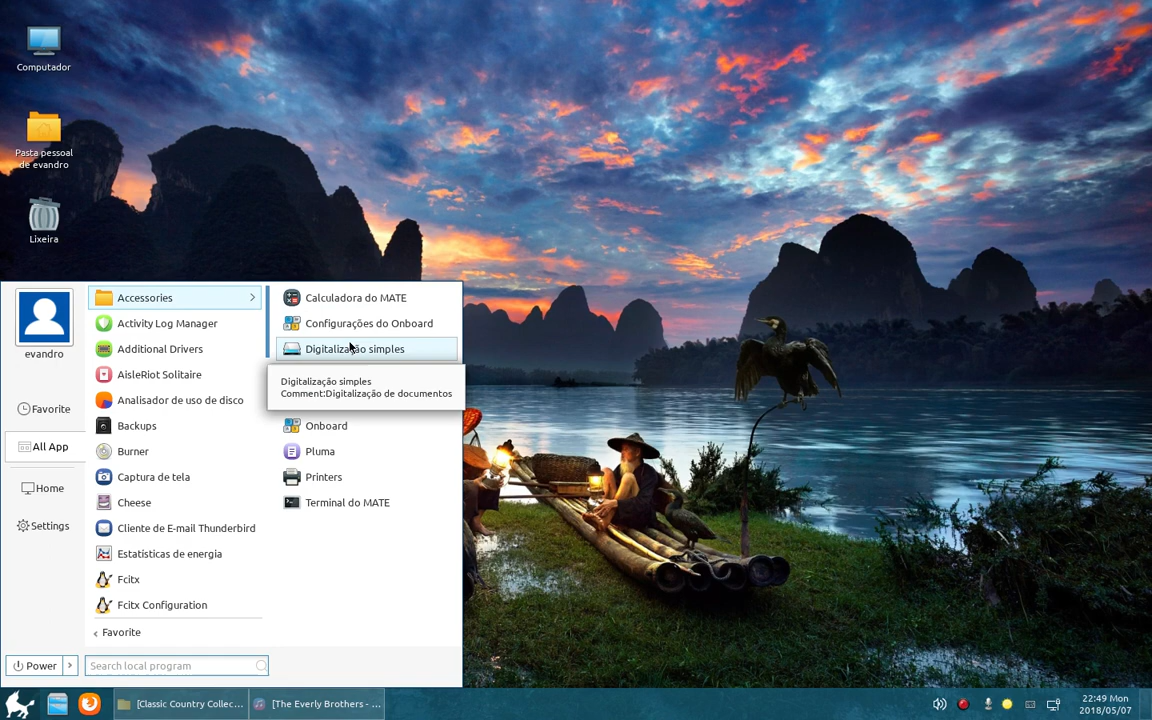 Computador
Pasta pessoal
de evandro
Lixeira
evandro
Favorite
All App
Home
Settings
Accessories
Activity Log Manager
Additional Drivers
AisleRiot Solitaire
Analisador de uso de disco
Backups
Burner
Captura de tela
Cheese
Cliente de E-mail Thunderbird
Estatísticas de energia
Fcitx
Fcitx Configuration
Favorite
Calculadora do MATE
Configurações do Onboard
Digitalização simples
Digitalização simples
Comment:Digitalização de documentos
Onboard
Pluma
Printers
Terminal do MATE
Power
Search local program
[Classic Country Collec...
[The Everly Brothers - ...
22:49 Mon
2018/05/07